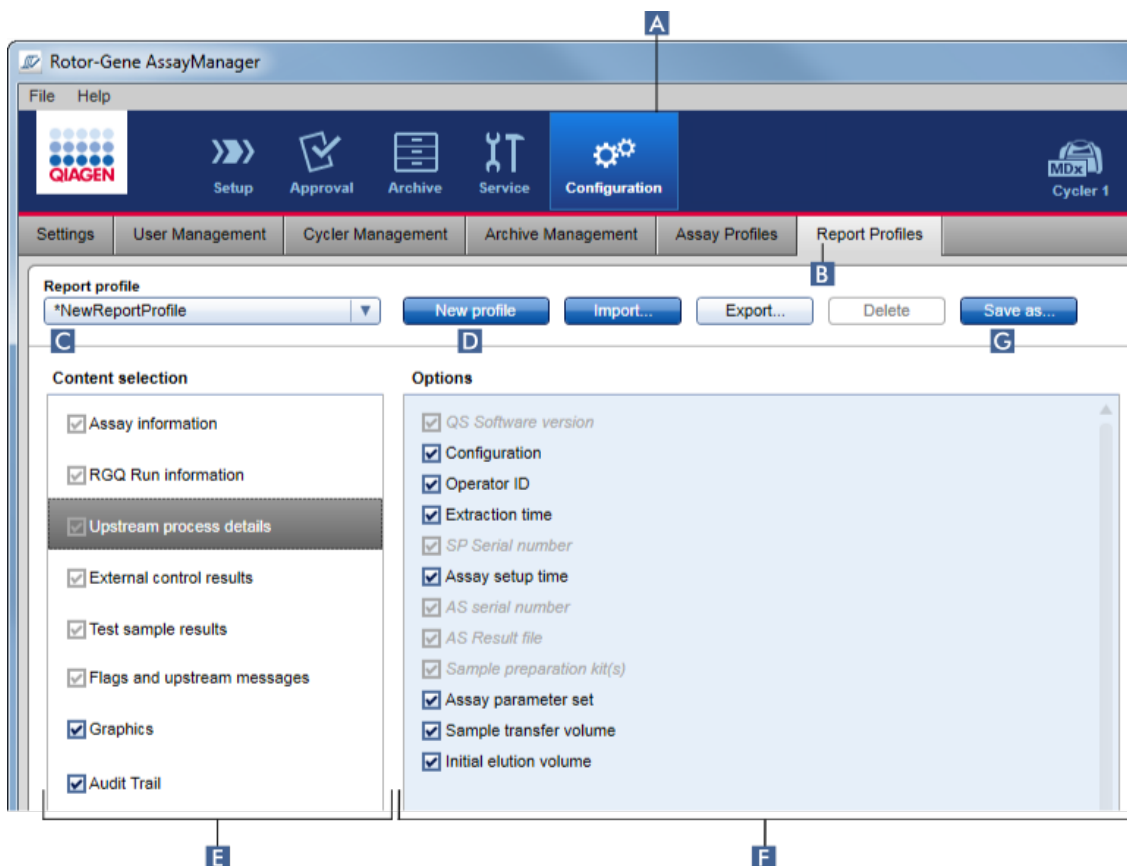 A
Rotor-Gene AssayManager
File Help
QIAGEN
Setup Approval Archive Service Configuration
MDx
Cycler 1
Settings User Management Cycler Management Archive Management Assay Profiles Report Profiles
B
Report profile
*NewReportProfile New profile Import... Export... Delete Save as...
C D G
Content selection Options
Assay information
RGQ Run information
Upstream process details
External control results
Test sample results
Flags and upstream messages
Graphics
Audit Trail
QS Software version
Configuration
Operator ID
Extraction time
SP Serial number
Assay setup time
AS serial number
AS Result file
Sample preparation kit(s)
Assay parameter set
Sample transfer volume
Initial elution volume
E F